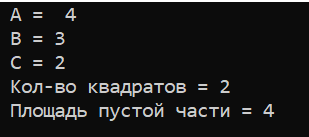 A =  4
B = 3
C = 2
Кол-во квадратов = 2
Площадь пустой части = 4